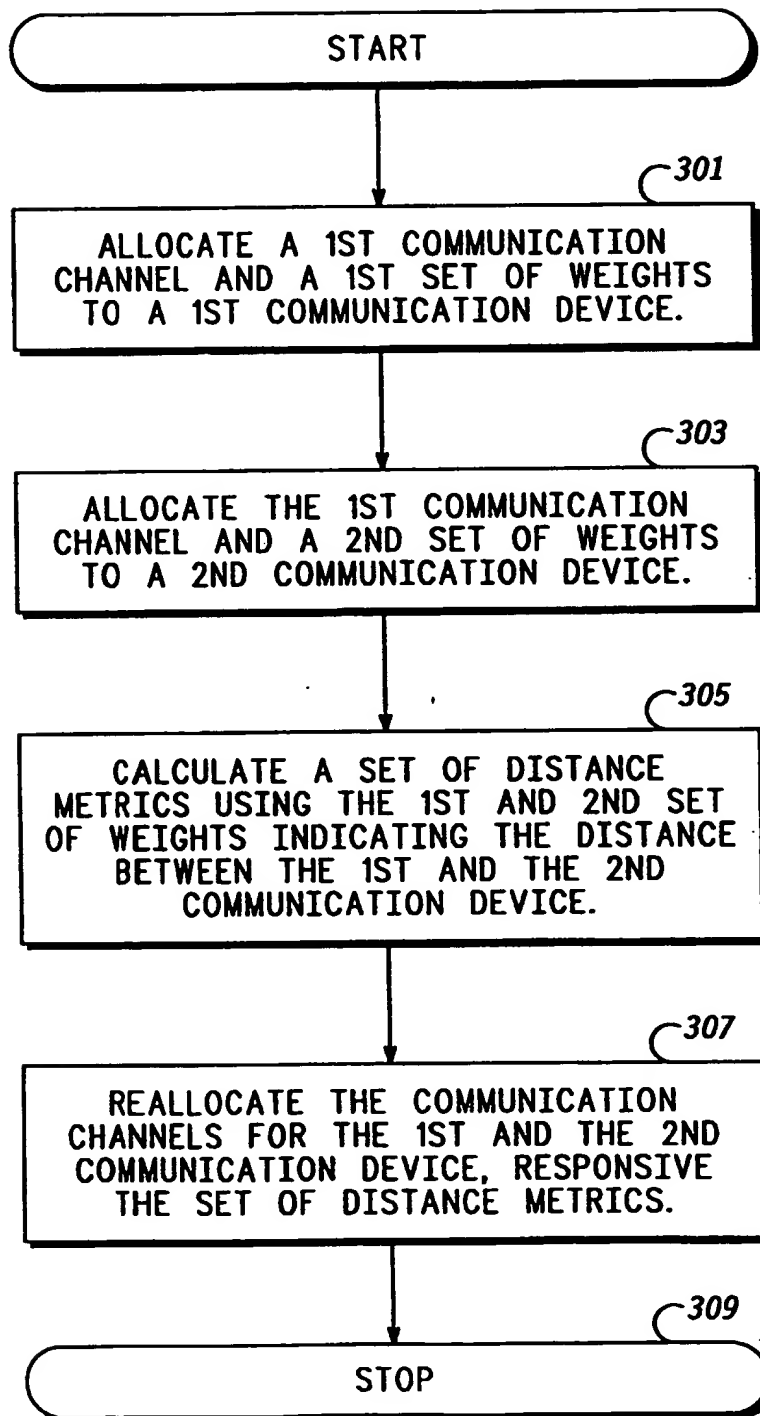 START
301
ALLOCATE A 1ST COMMUNICATION
CHANNEL AND A 1ST SET OF WEIGHTS
TO A 1ST COMMUNICATION DEVICE.
303
ALLOCATE THE 1ST COMMUNICATION
CHANNEL AND A 2ND SET OF WEIGHTS
TO A 2ND COMMUNICATION DEVICE.
305
CALCULATE A SET OF DISTANCE
METRICS USING THE 1ST AND 2ND SET
OF WEIGHTS INDICATING THE DISTANCE
BETWEEN THE 1ST AND THE 2ND
COMMUNICATION DEVICE.
307
REALLOCATE THE COMMUNICATION
CHANNELS FOR THE 1ST AND THE 2ND
COMMUNICATION DEVICE, RESPONSIVE
THE SET OF DISTANCE METRICS.
309
STOP